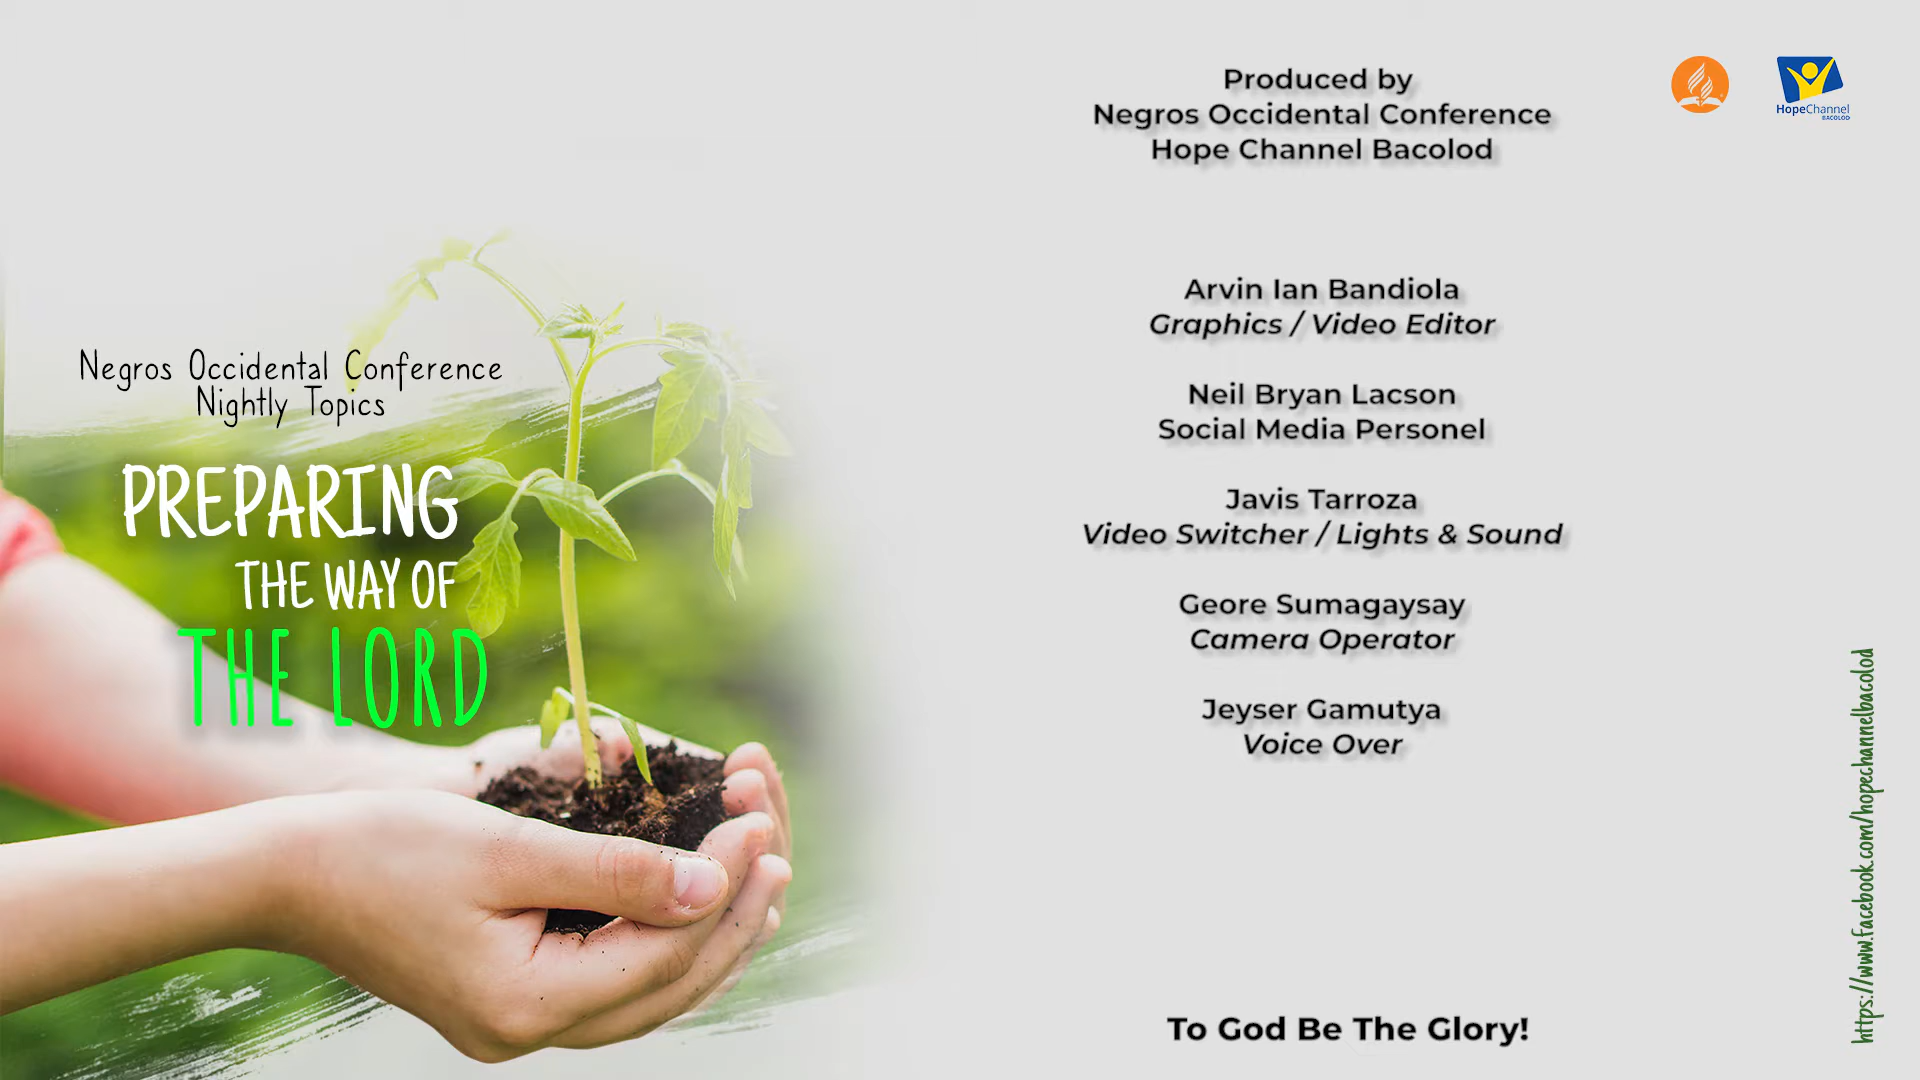 Negros Occidental Conference
Nightly Topics
PREPARING
THE WAY OF
THE LORD
Produced by
Negros Occidental Conference
Hope Channel Bacolod
Arvin Ian Bandiola
Graphics / Video Editor
Neil Bryan Lacson
Social Media Personel
Javis Tarroza
Video Switcher / Lights & Sound
Geore Sumagaysay
Camera Operator
Jeyser Gamutya
Voice Over
To God Be The Glory!
HopeChannel
BACOLOD
https://www.facebook.com/hopechannelbacolod